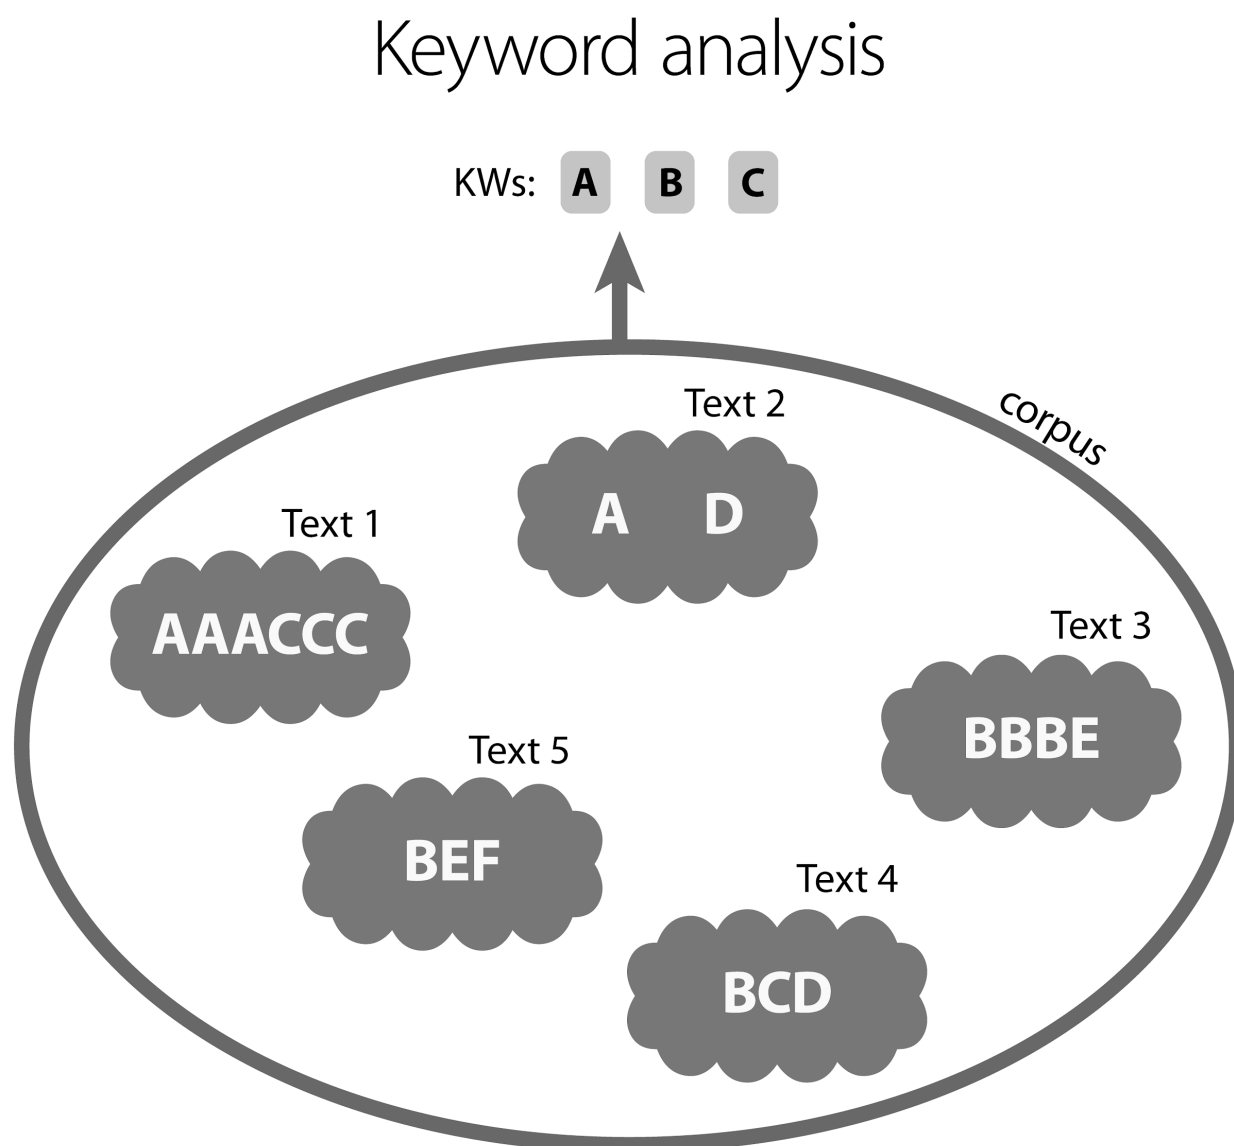 Keyword analysis
KWs: A B C
corpus
Text 2
A D
Text 1
AAACCC
Text 3
BBBE
Text 5
BEF
Text 4
BCD